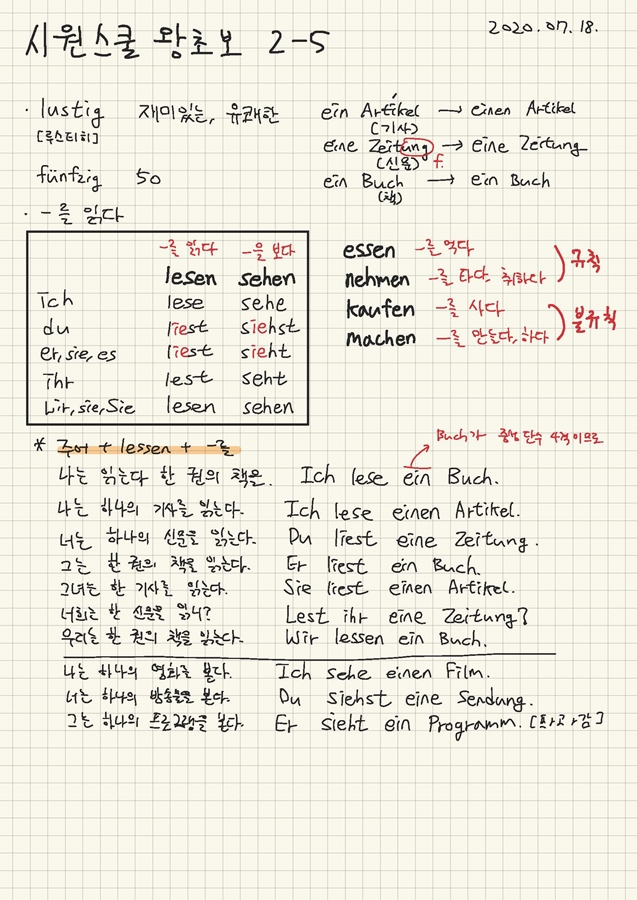 시원스쿨 왕초보 2-5
2020.07.18.
· lustig 재미있는, 유쾌한
[루스티히]
fünfzig 50
ein Artikel → einen Artikel
(기사)
eine Zeitung → eine Zeitung
(신문) f.
ein Buch → ein Buch
(책)
· -를 읽다
-를 읽다 -을 보다
lesen sehen
ich lese sehe
du liest siehst
er, sie, es liest sieht
ihr lest seht
Wir, sie, Sie lesen sehen
essen -를 먹다
nehmen -를 타다, 취하다
규칙
kaufen -를 사다
machen -를 만들다, 하다
불규칙
* 주어 + lessen + -를
Buch가 중성 단수 4격이므로
나는 읽는다 한 권의 책을. Ich lese ein Buch.
나는 하나의 기사를 읽는다. Ich lese einen Artikel.
너는 하나의 신문을 읽는다. Du liest eine Zeitung.
그는 한 권의 책을 읽는다. Er liest ein Buch.
그녀는 한 기사를 읽는다. Sie liest einen Artikel.
너희는 한 신문을 읽니? Lest ihr eine Zeitung?
우리는 한 권의 책을 읽는다. Wir lessen ein Buch.
나는 하나의 영화를 본다. Ich sehe einen Film.
너는 하나의 방송물을 본다. Du siehst eine Sendung.
그는 하나의 프로그램을 본다. Er sieht ein Programm. [프로그람]